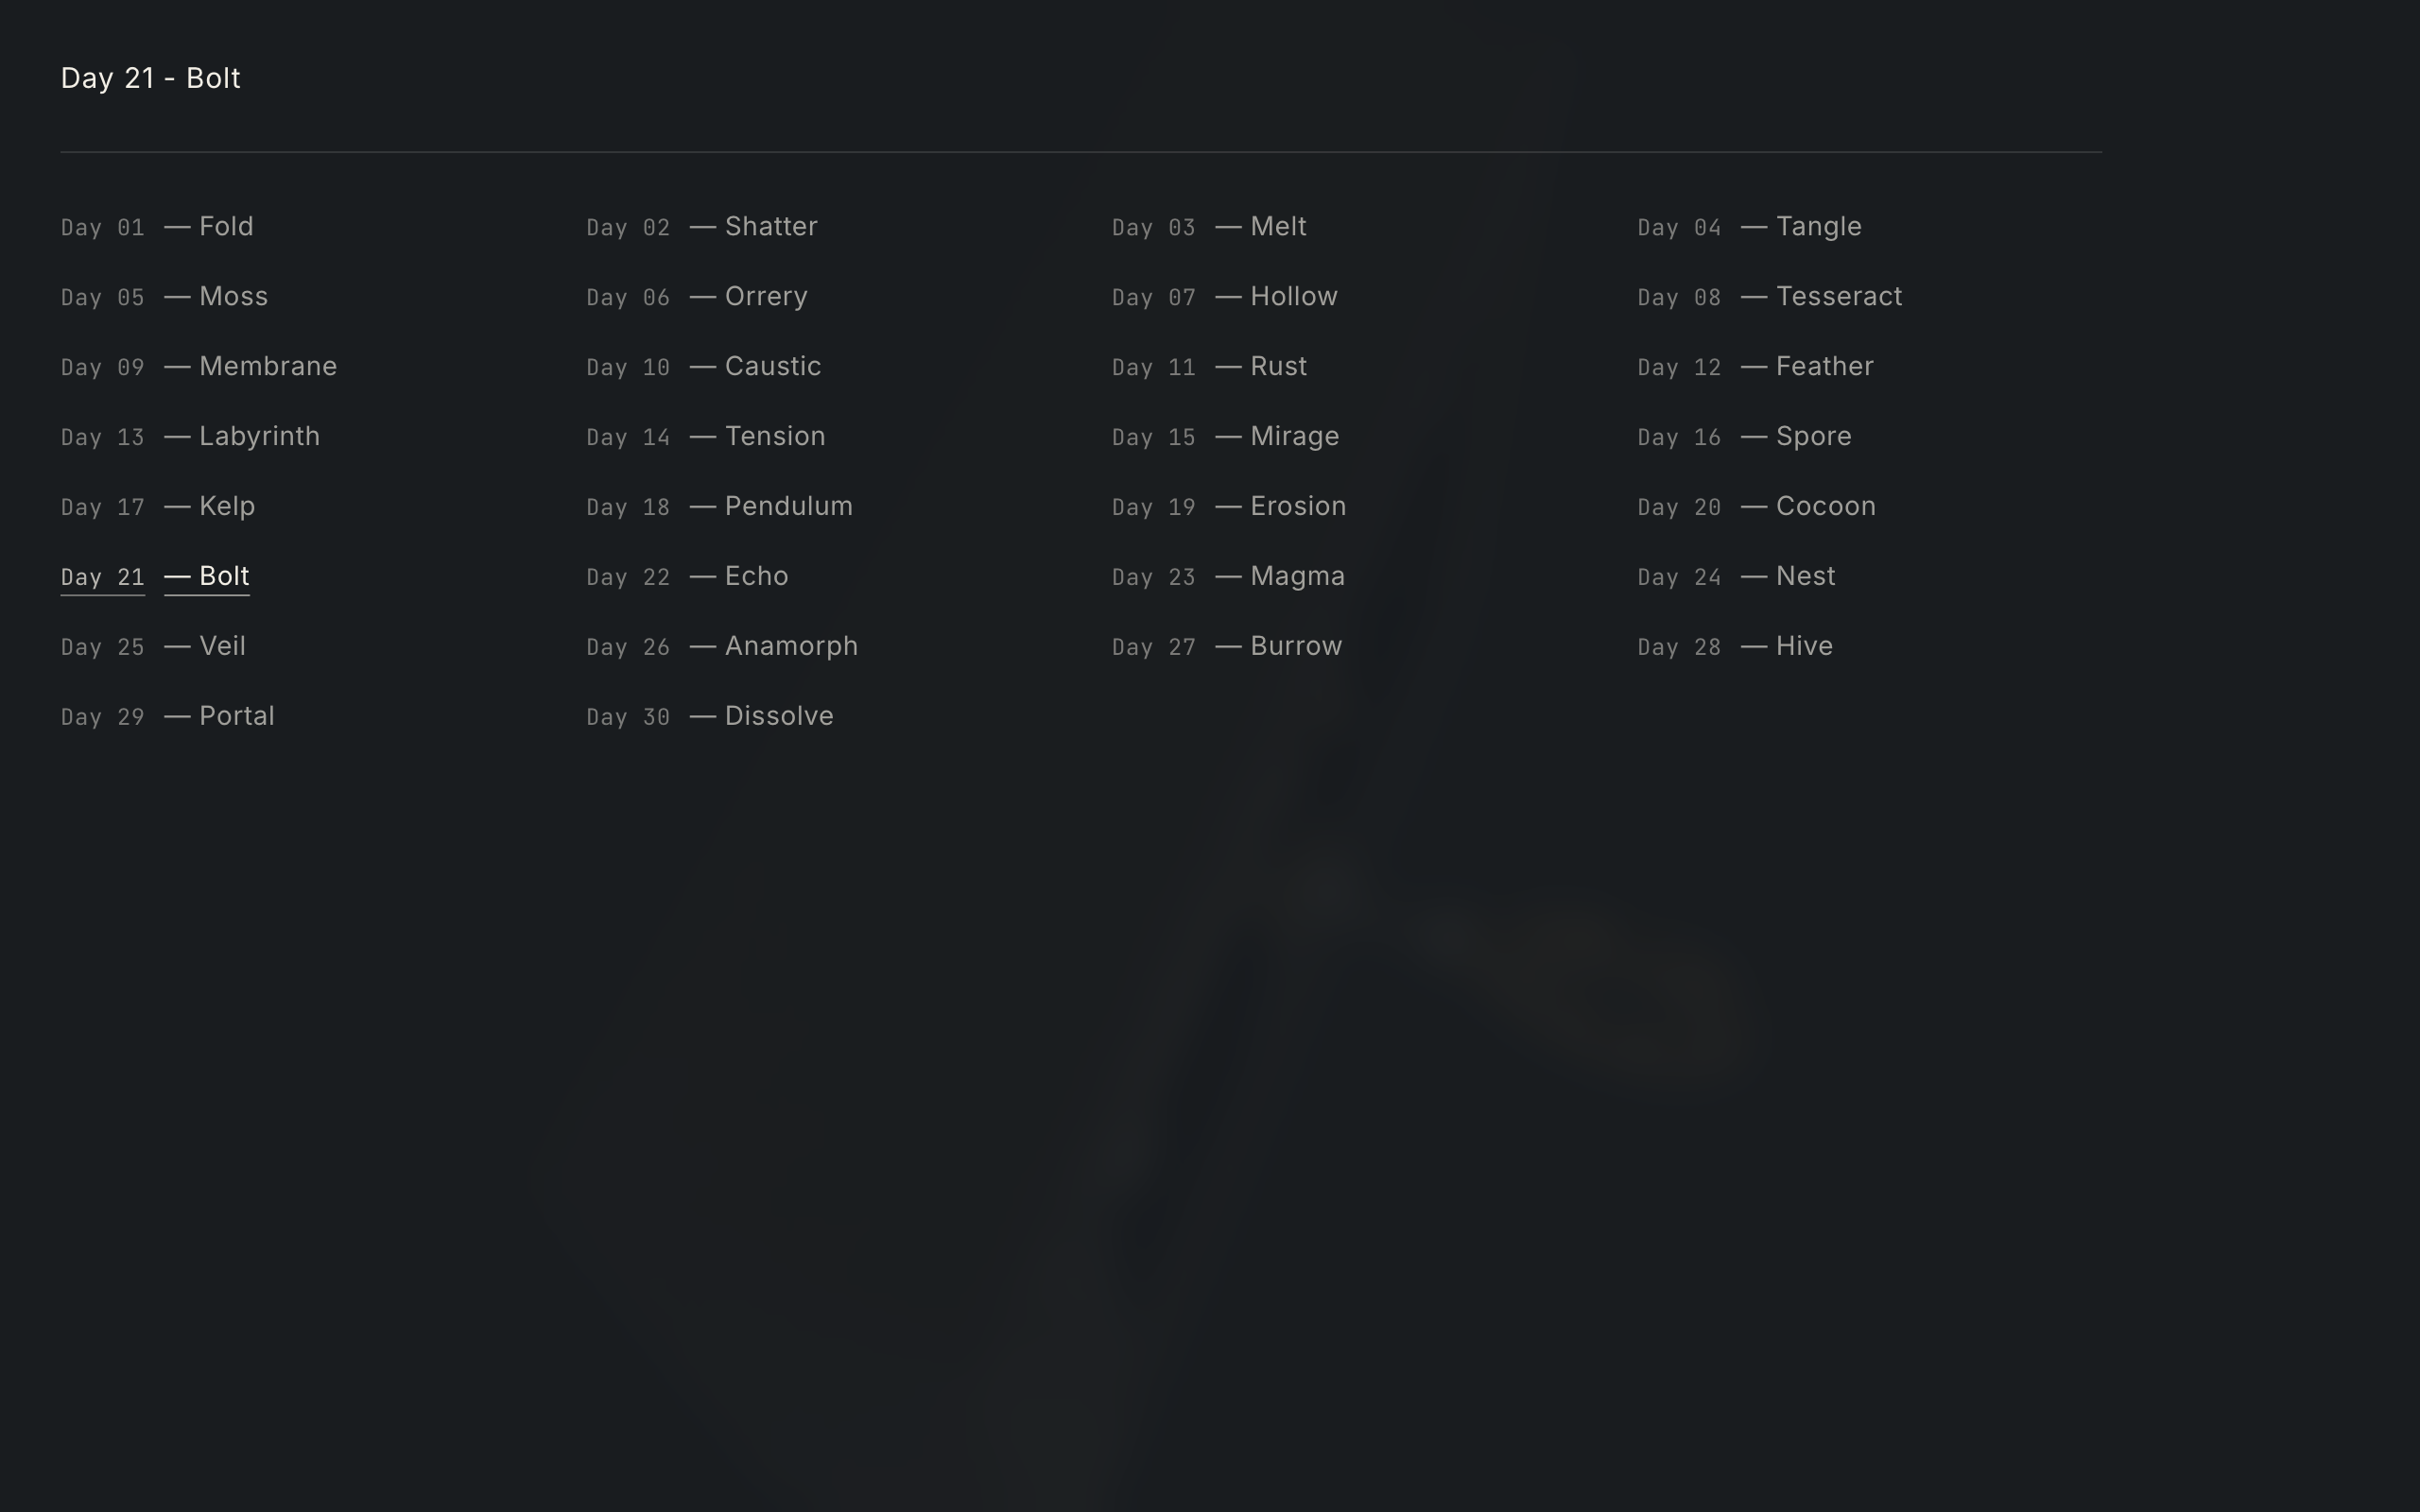 Day 21 - Bolt
Day 01 — Fold Day 02 — Shatter Day 03 — Melt Day 04 — Tangle
Day 05 — Moss Day 06 — Orrery Day 07 — Hollow Day 08 — Tesseract
Day 09 — Membrane Day 10 — Caustic Day 11 — Rust Day 12 — Feather
Day 13 — Labyrinth Day 14 — Tension Day 15 — Mirage Day 16 — Spore
Day 17 — Kelp Day 18 — Pendulum Day 19 — Erosion Day 20 — Cocoon
Day 21 — Bolt Day 22 — Echo Day 23 — Magma Day 24 — Nest
Day 25 — Veil Day 26 — Anamorph Day 27 — Burrow Day 28 — Hive
Day 29 — Portal Day 30 — Dissolve